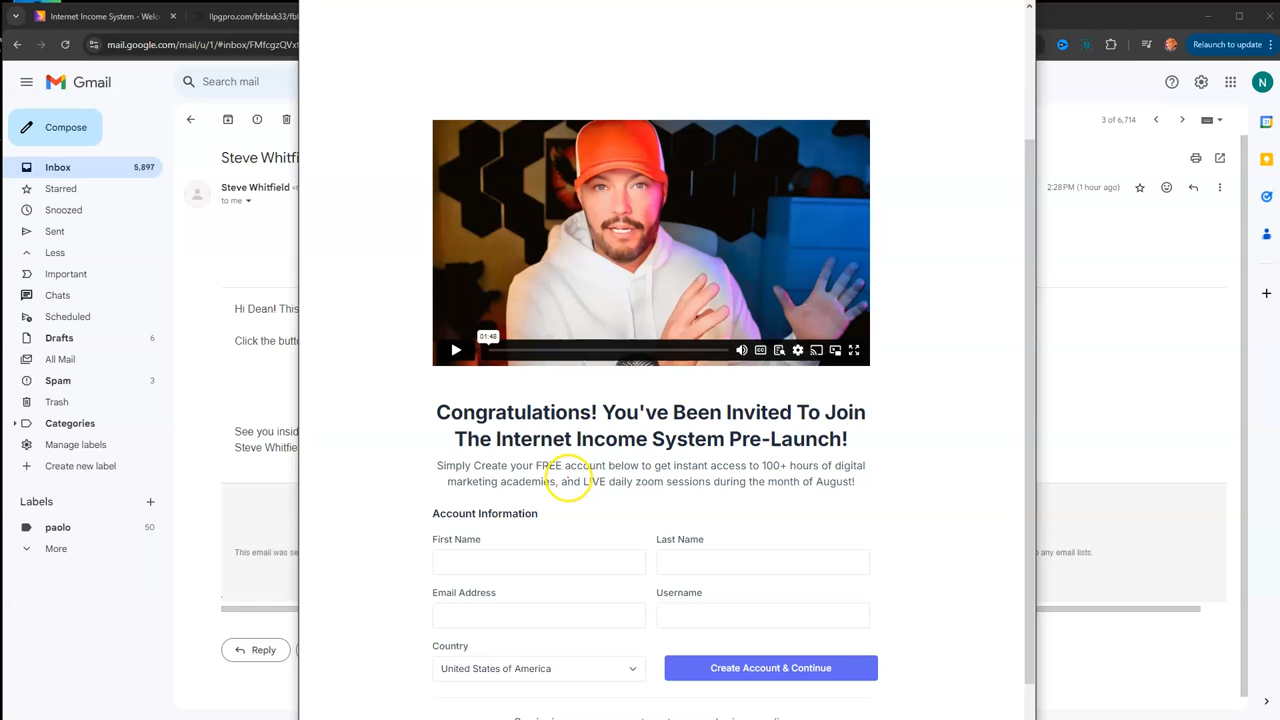 Internet Income System - Welc
llpgpro.com/bfsbxk33/fbf
mail.google.com/mail/u/1/#inbox/FMfcgzQVx
Relaunch to update
Gmail
Search mail
N
Compose
3 of 6,714
Inbox 5,897
Steve Whitf
Starred
Steve Whitfield
2:28 PM (1 hour ago)
to me
Snoozed
Sent
Less
Important
Chats
Scheduled
Drafts 6
All Mail
Spam 3
Trash
Categories
Manage labels
Create new label
Labels
paolo 50
More
Hi Dean! This
Click the butto
See you insid
Steve Whitfie
This email was se
to any email lists.
Reply
01:48
CC
Congratulations! You've Been Invited To Join
The Internet Income System Pre-Launch!
Simply Create your FREE account below to get instant access to 100+ hours of digital
marketing academies, and LIVE daily zoom sessions during the month of August!
Account Information
First Name
Last Name
Email Address
Username
Country
United States of America
Create Account & Continue